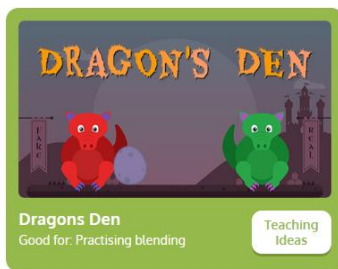 DRAGON'S DEN
FAKE
REAL
Dragons Den
Good for: Practising blending
Teaching
Ideas